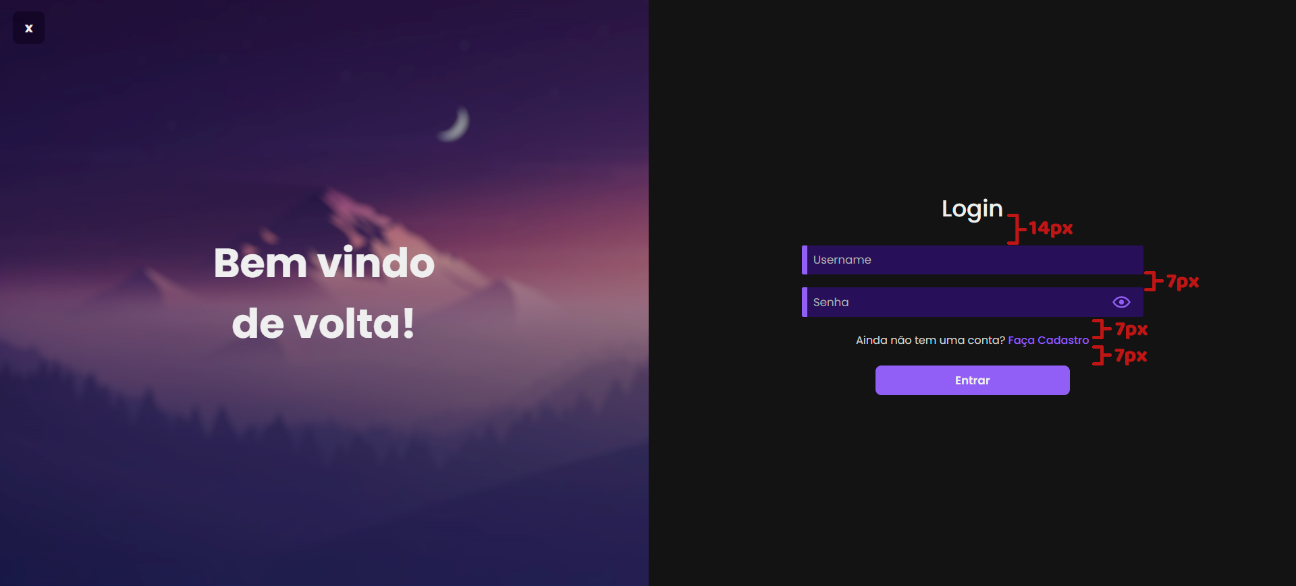 x
Bem vindo
de volta!
Login
14px
Username
7px
Senha
7px
Ainda não tem uma conta? Faça Cadastro
7px
Entrar